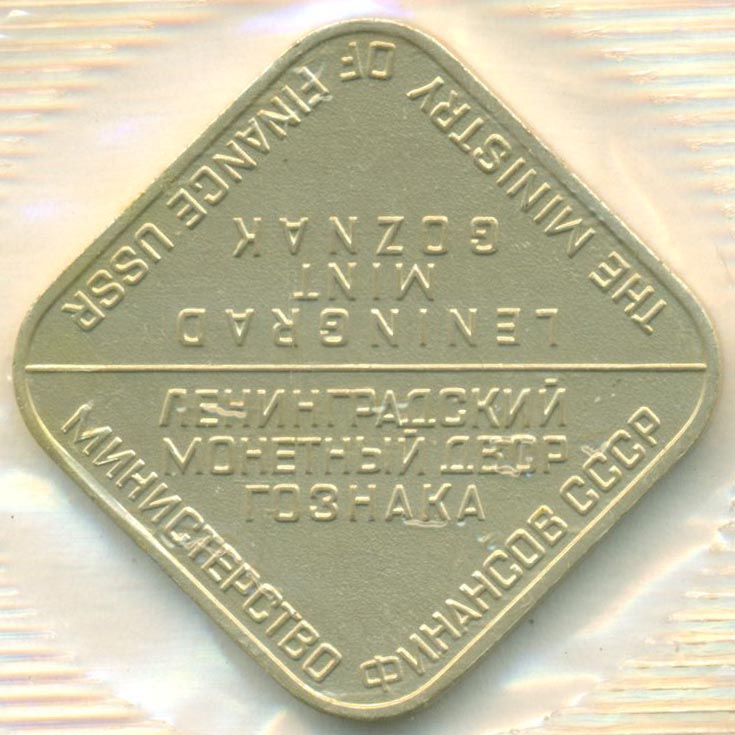 ЛЕНИНГРАДСКИЙ
МОНЕТНЫЙ ДВОР
ГОЗНАКА
МИНИСТЕРСТВО
ФИНАНСОВ СССР
THE MINISTRY OF
FINANCE USSR
LENINGRAD
MINT
GOZNAK